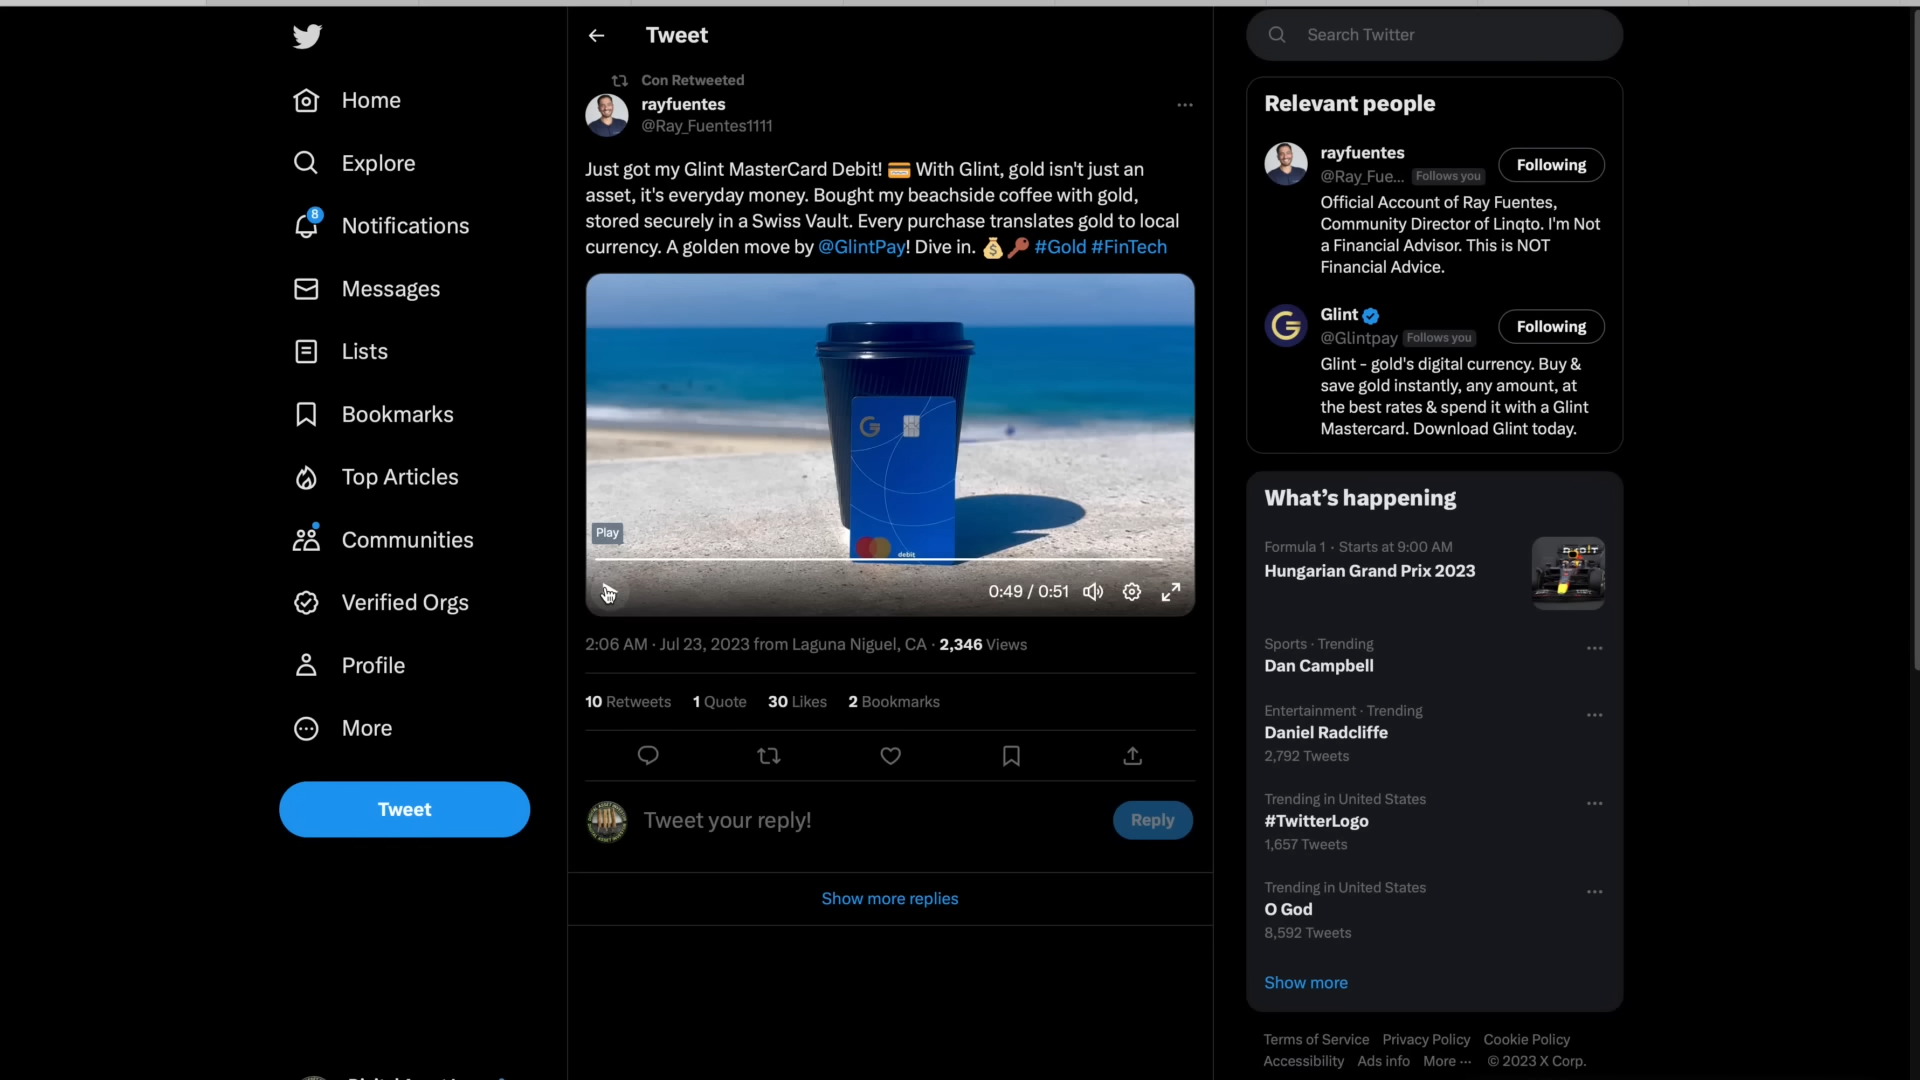 Home
Explore
8
Notifications
Messages
Lists
Bookmarks
Top Articles
Communities
Verified Orgs
Profile
More
Tweet
Tweet
Con Retweeted
rayfuentes
@Ray_Fuentes1111
Just got my Glint MasterCard Debit! 💳 With Glint, gold isn't just an
asset, it's everyday money. Bought my beachside coffee with gold,
stored securely in a Swiss Vault. Every purchase translates gold to local
currency. A golden move by @GlintPay! Dive in. 💰🗝️ #Gold #FinTech
G
debit
Play
0:49 / 0:51
2:06 AM · Jul 23, 2023 from Laguna Niguel, CA · 2,346 Views
10 Retweets 1 Quote 30 Likes 2 Bookmarks
Tweet your reply!
Reply
Show more replies
Search Twitter
Relevant people
rayfuentes
@Ray_Fue... Follows you
Following
Official Account of Ray Fuentes,
Community Director of Linqto. I'm Not
a Financial Advisor. This is NOT
Financial Advice.
G
Glint
@Glintpay Follows you
Following
Glint - gold's digital currency. Buy &
save gold instantly, any amount, at
the best rates & spend it with a Glint
Mastercard. Download Glint today.
What's happening
Formula 1 · Starts at 9:00 AM
Hungarian Grand Prix 2023
Sports · Trending
Dan Campbell
Entertainment · Trending
Daniel Radcliffe
2,792 Tweets
Trending in United States
#TwitterLogo
1,657 Tweets
Trending in United States
O God
8,592 Tweets
Show more
Terms of Service Privacy Policy Cookie Policy
Accessibility Ads info More ··· © 2023 X Corp.